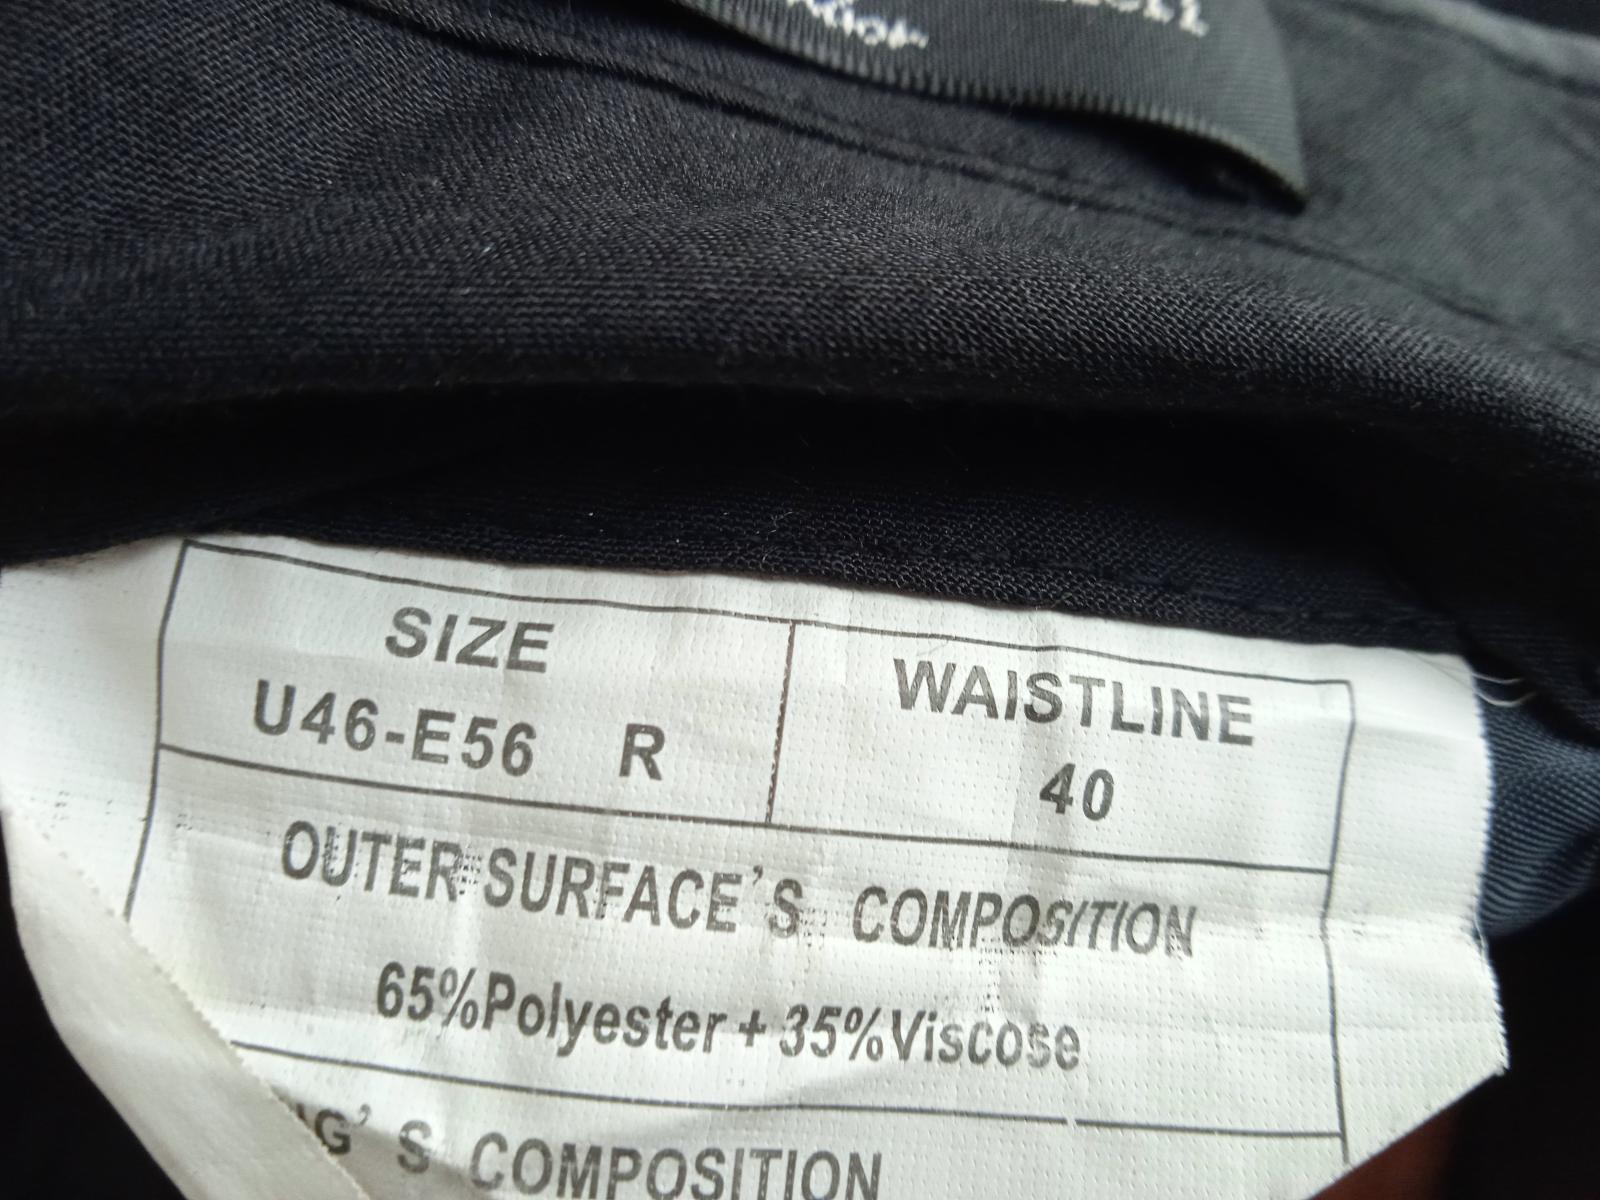 SIZE
U46-E56 R
WAISTLINE
40
OUTER SURFACE'S COMPOSITION
65%Polyester + 35%Viscose
COMPOSITION